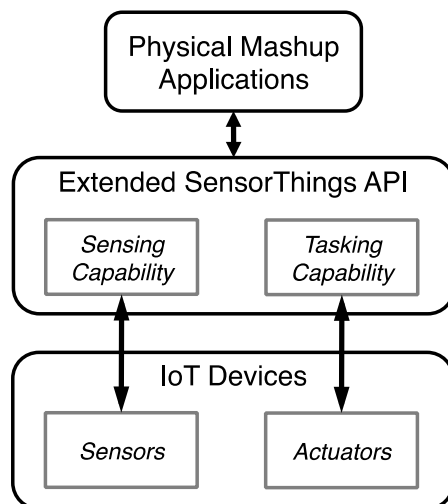 Physical Mashup
Applications
Extended SensorThings API
Sensing
Capability
Tasking
Capability
IoT Devices
Sensors
Actuators